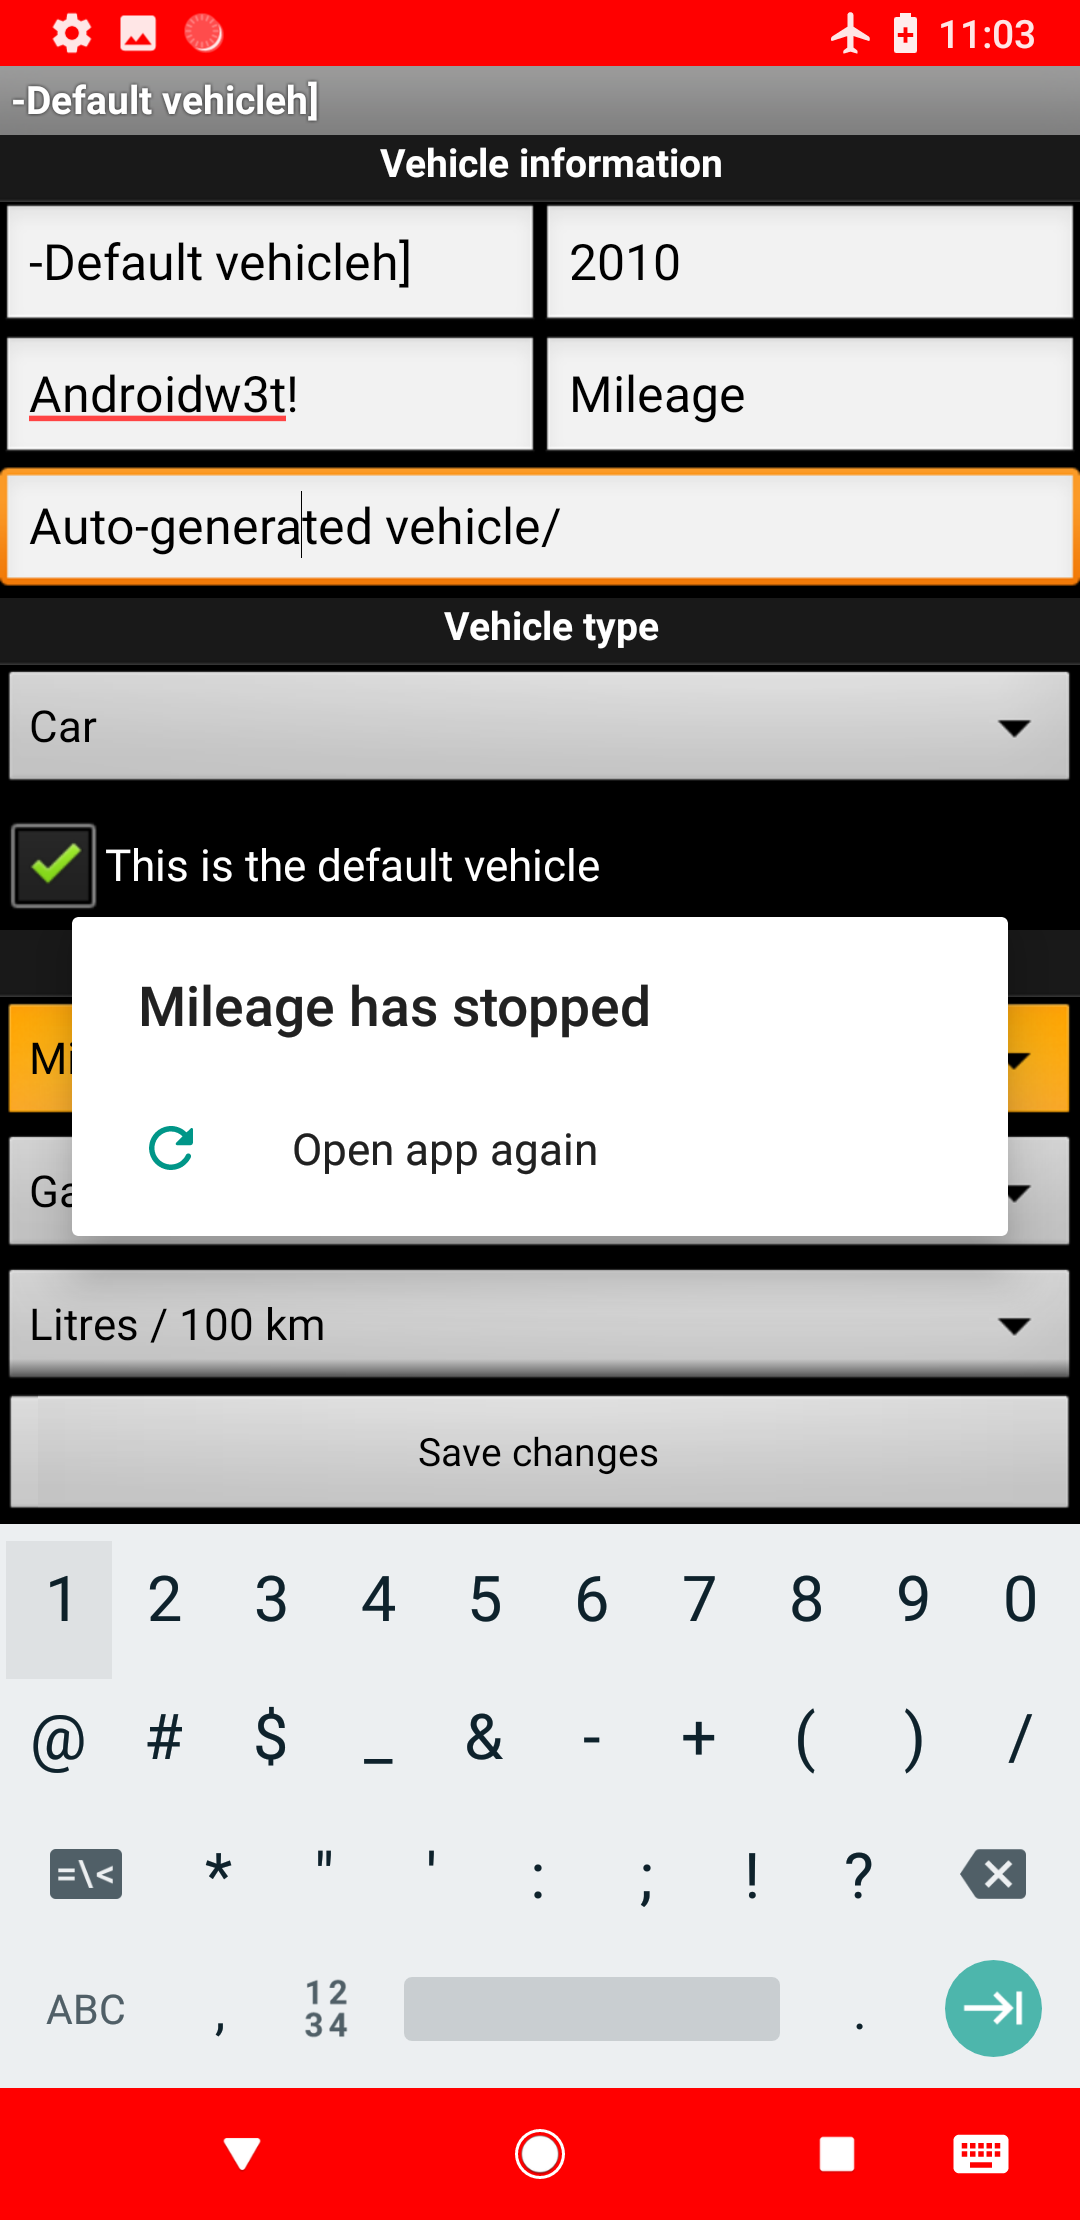 11:03
-Default vehicleh]
Vehicle information
-Default vehicleh] 2010
Androidw3t! Mileage
Auto-generated vehicle/
Vehicle type
Car
This is the default vehicle
Mileage has stopped
Mi
Open app again
Ga
Litres / 100 km
Save changes
1 2 3 4 5 6 7 8 9 0
@ # $ _ & - + ( ) /
=\< * " ' : ; ! ?
ABC , 12 34 .